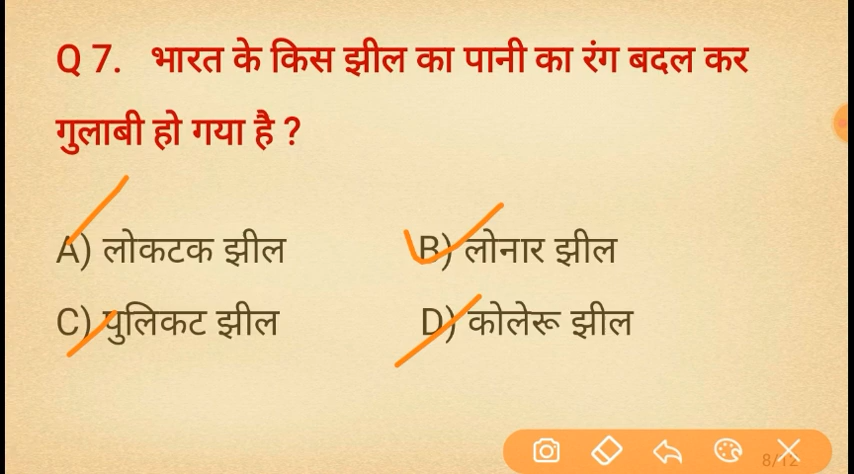 Q 7. भारत के किस झील का पानी का रंग बदल कर
गुलाबी हो गया है ?
A) लोकटक झील B) लोनार झील
C) पुलिकट झील D) कोलेरू झील
8/12